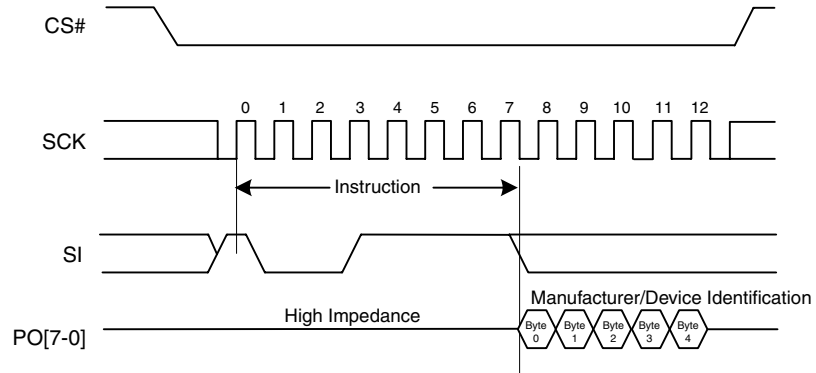 CS#
0 1 2 3 4 5 6 7 8 9 10 11 12
SCK
Instruction
SI
Manufacturer/Device Identification
High Impedance
PO[7-0]
Byte 0
Byte 1
Byte 2
Byte 3
Byte 4